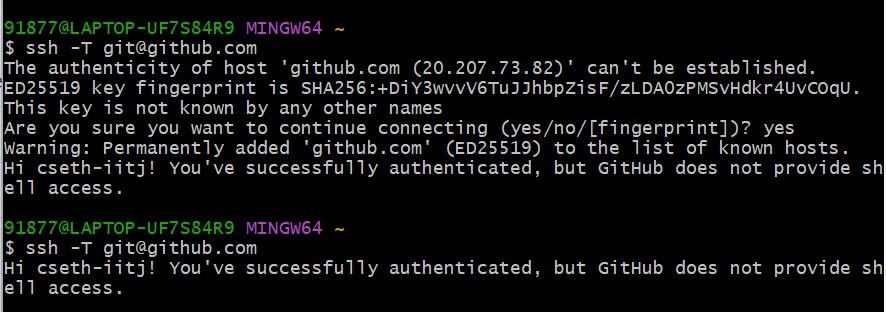 91877@LAPTOP-UF7S84R9 MINGW64 ~
$ ssh -T git@github.com
The authenticity of host 'github.com (20.207.73.82)' can't be established.
ED25519 key fingerprint is SHA256:+DiY3wvvV6TuJJhbpZisF/zLDA0zPMSvHdkr4UvCOqU.
This key is not known by any other names
Are you sure you want to continue connecting (yes/no/[fingerprint])? yes
Warning: Permanently added 'github.com' (ED25519) to the list of known hosts.
Hi cseth-iitj! You've successfully authenticated, but GitHub does not provide sh
ell access.
91877@LAPTOP-UF7S84R9 MINGW64 ~
$ ssh -T git@github.com
Hi cseth-iitj! You've successfully authenticated, but GitHub does not provide sh
ell access.